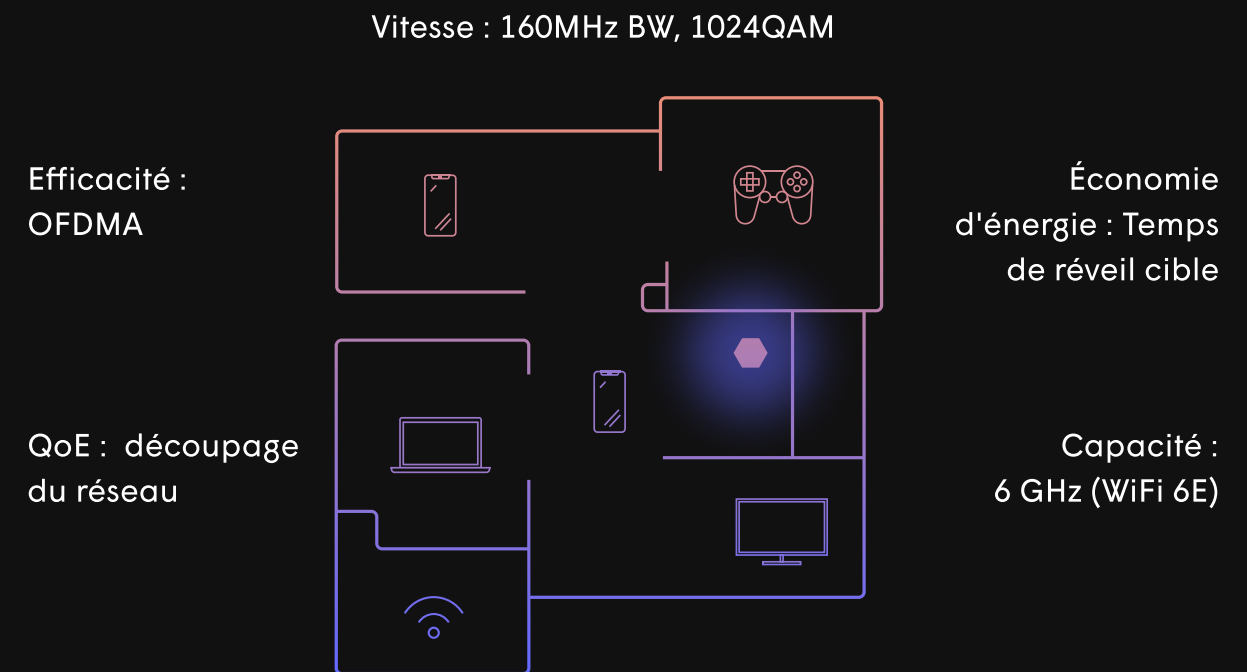 Vitesse : 160MHz BW, 1024QAM
Efficacité :
OFDMA
Économie
d'énergie : Temps
de réveil cible
QoE :  découpage
du réseau
Capacité :
6 GHz (WiFi 6E)